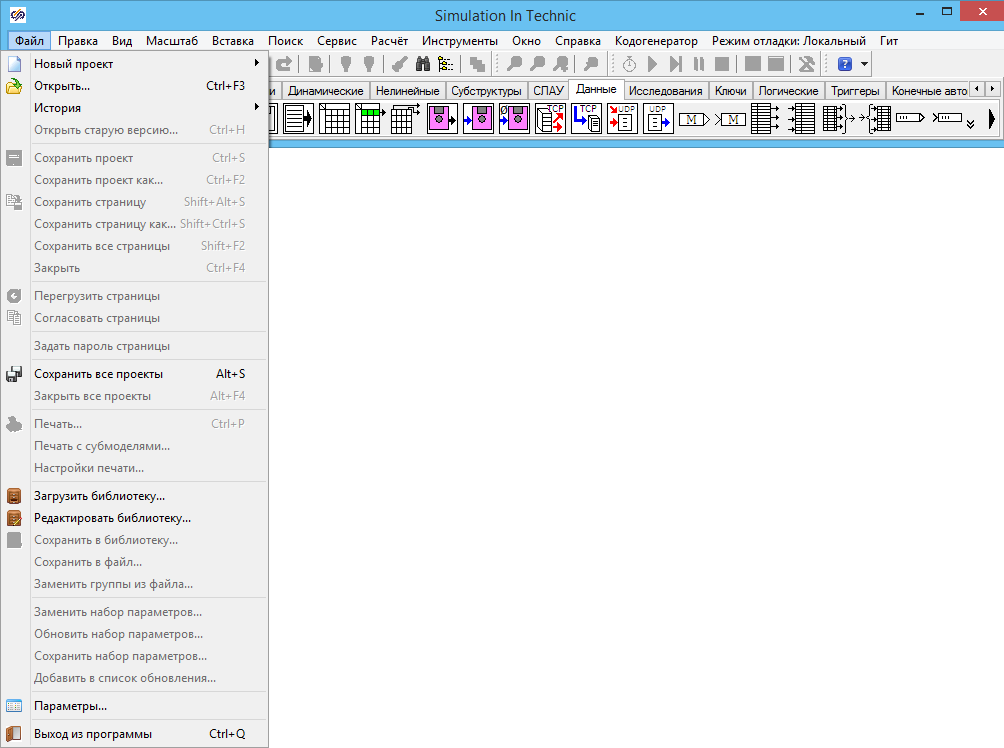 Simulation In Technic
Файл Правка Вид Масштаб Вставка Поиск Сервис Расчёт Инструменты Окно Справка Кодогенератор Режим отладки: Локальный Гит
Новый проект
Открыть... Ctrl+F3
История
Открыть старую версию... Ctrl+H
Сохранить проект Ctrl+S
Сохранить проект как... Ctrl+F2
Сохранить страницу Shift+Alt+S
Сохранить страницу как... Shift+Ctrl+S
Сохранить все страницы Shift+F2
Закрыть Ctrl+F4
Перегрузить страницы
Согласовать страницы
Задать пароль страницы
Сохранить все проекты Alt+S
Закрыть все проекты Alt+F4
Печать... Ctrl+P
Печать с субмоделями...
Настройки печати...
Загрузить библиотеку...
Редактировать библиотеку...
Сохранить в библиотеку...
Сохранить в файл...
Заменить группы из файла...
Заменить набор параметров...
Обновить набор параметров...
Сохранить набор параметров...
Добавить в список обновления...
Параметры...
Выход из программы Ctrl+Q
и Динамические Нелинейные Субструктуры СПАУ Данные Исследования Ключи Логические Триггеры Конечные авто
TCP TCP UDP UDP M M